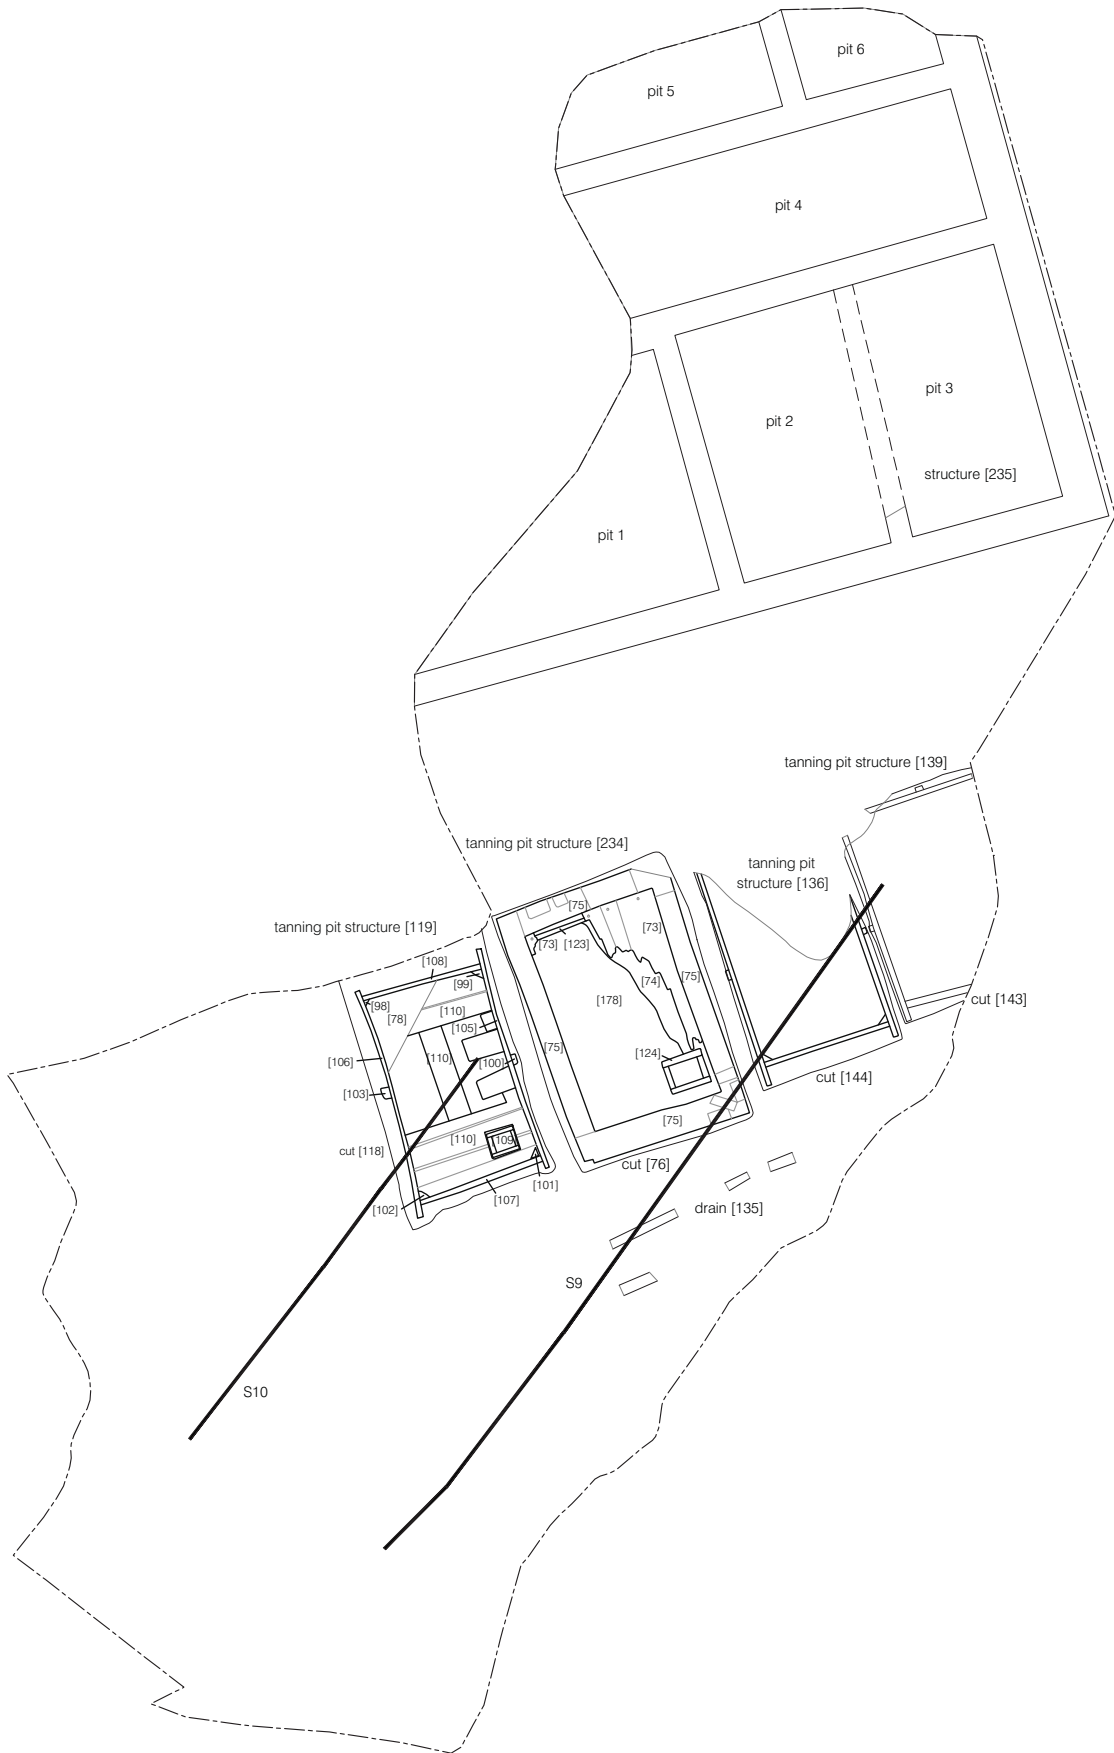 pit 6
pit 5
pit 4
pit 3
pit 2
structure [235]
pit 1
tanning pit structure [139]
tanning pit structure [234]
tanning pit
structure [136]
tanning pit structure [119]
[75]
[73]
[73]
[123]
[108]
[99]
[74]
[75]
[98]
[178]
cut [143]
[110]
[78]
[105]
[75]
[124]
[106]
[110]
[100]
cut [144]
[103]
[75]
[110]
[109]
cut [118]
cut [76]
[101]
[107]
[102]
drain [135]
S9
S10